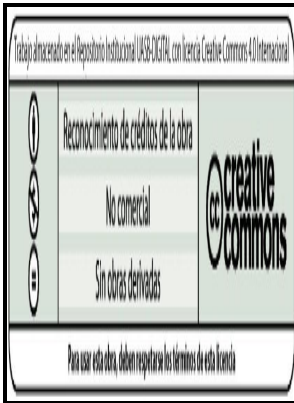 Trabajo almacenado en el Repositorio Institucional UASB-DIGITAL con licencia Creative Commons 4.0 Internacional
Reconocimiento de créditos de la obra
No comercial
Sin obras derivadas
cc creative
commons
Para usar esta obra, deben respetarse los términos de esta licencia